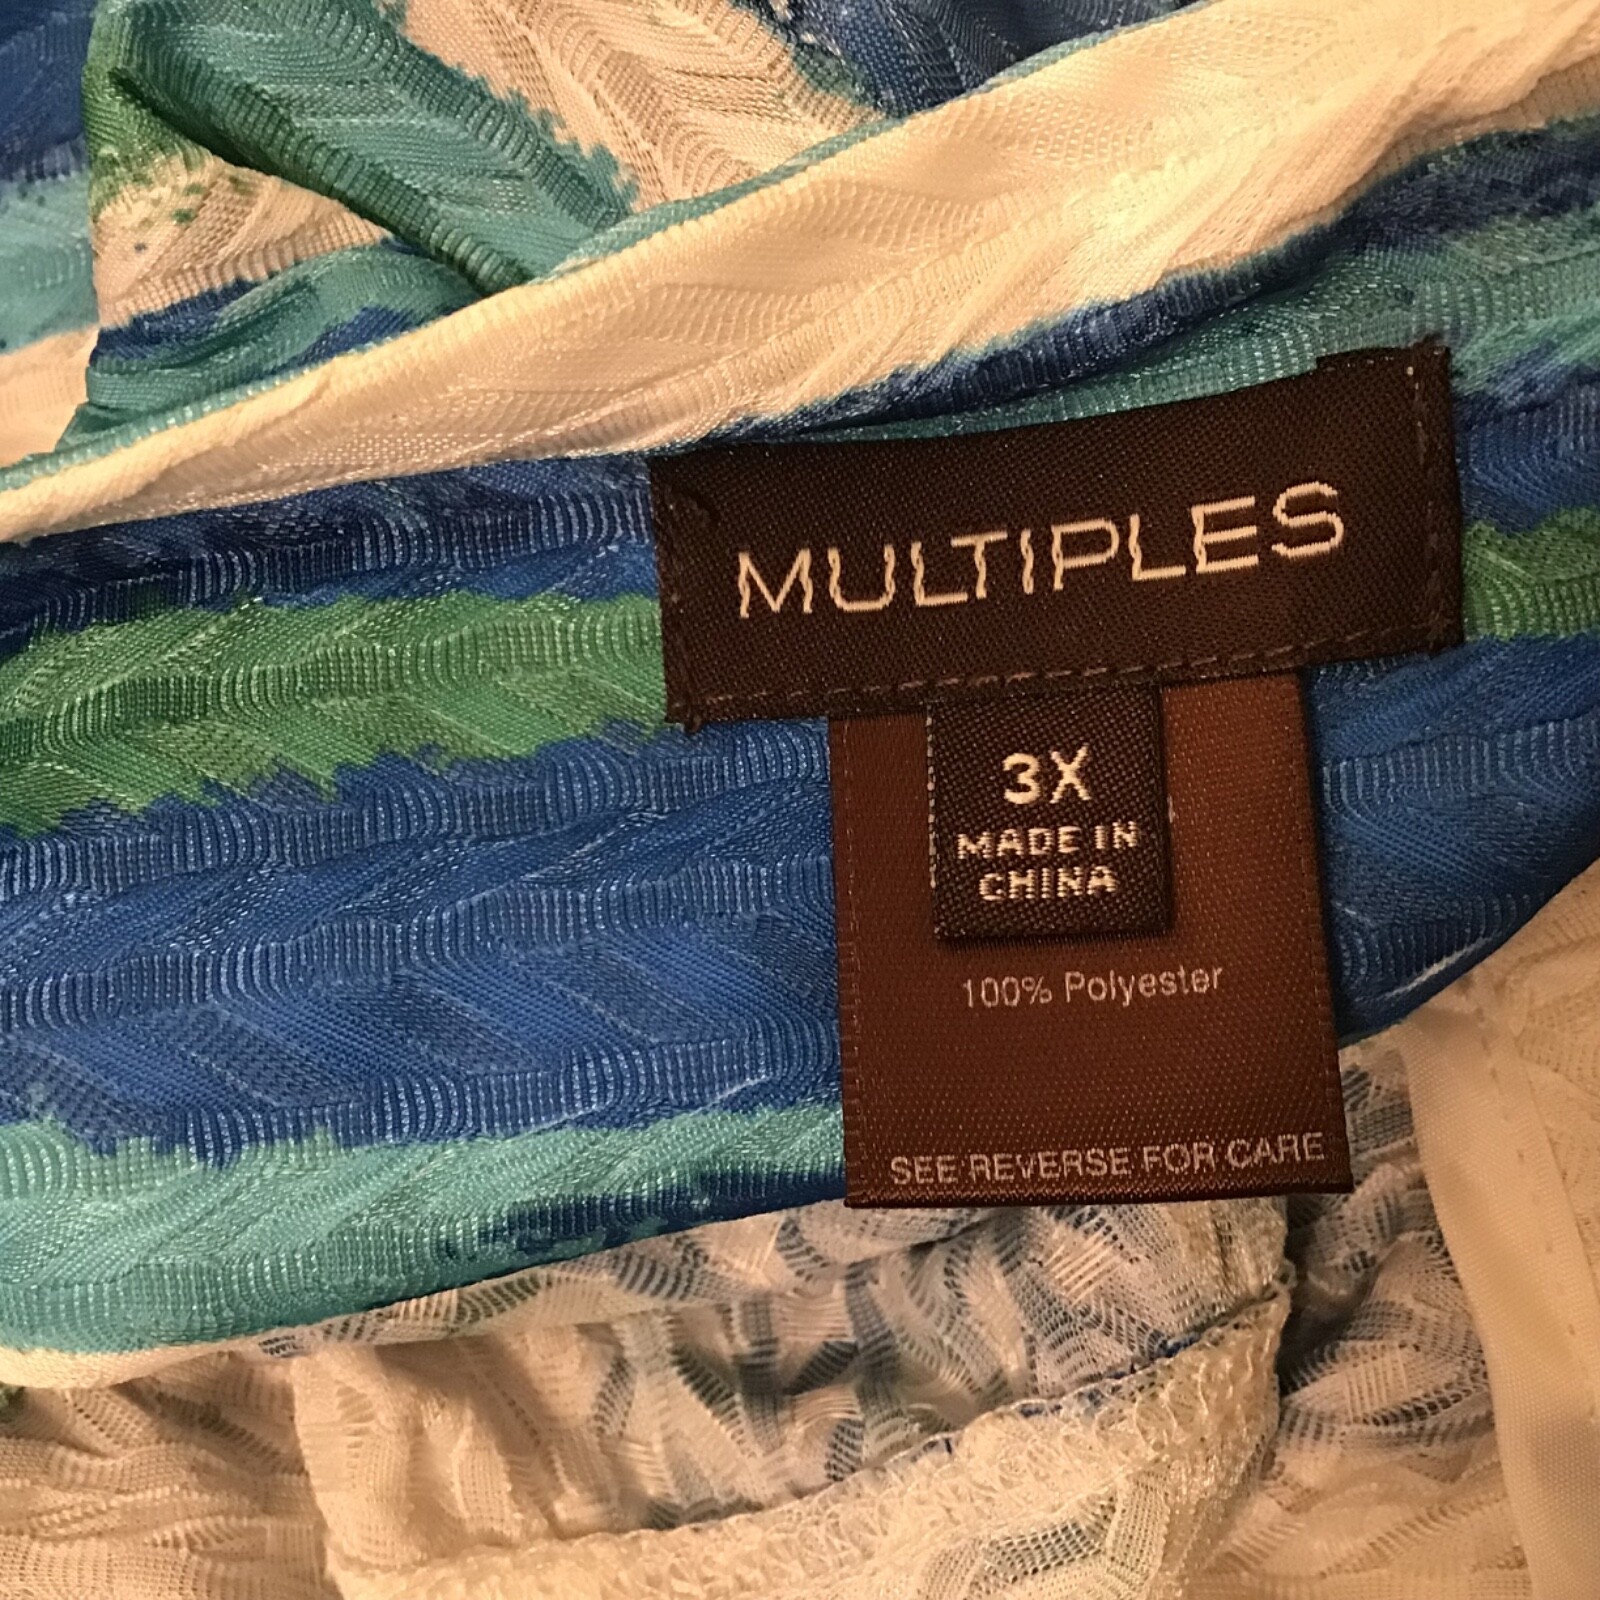 MULTIPLES
3X
MADE IN
CHINA
100% Polyester
SEE REVERSE FOR CARE